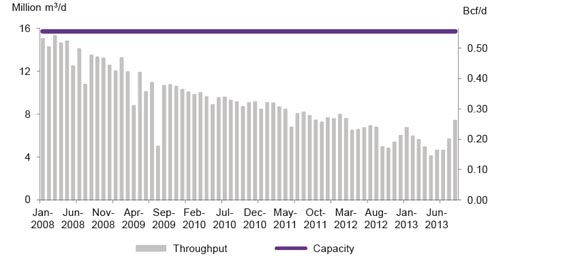 Million m³/d
Bcf/d
16
12
8
4
0
0.50
0.40
0.30
0.20
0.10
0.00
Jan-2008 Jun-2008 Nov-2008 Apr-2009 Sep-2009 Feb-2010 Jul-2010 Dec-2010 May-2011 Oct-2011 Mar-2012 Aug-2012 Jan-2013 Jun-2013
Throughput Capacity